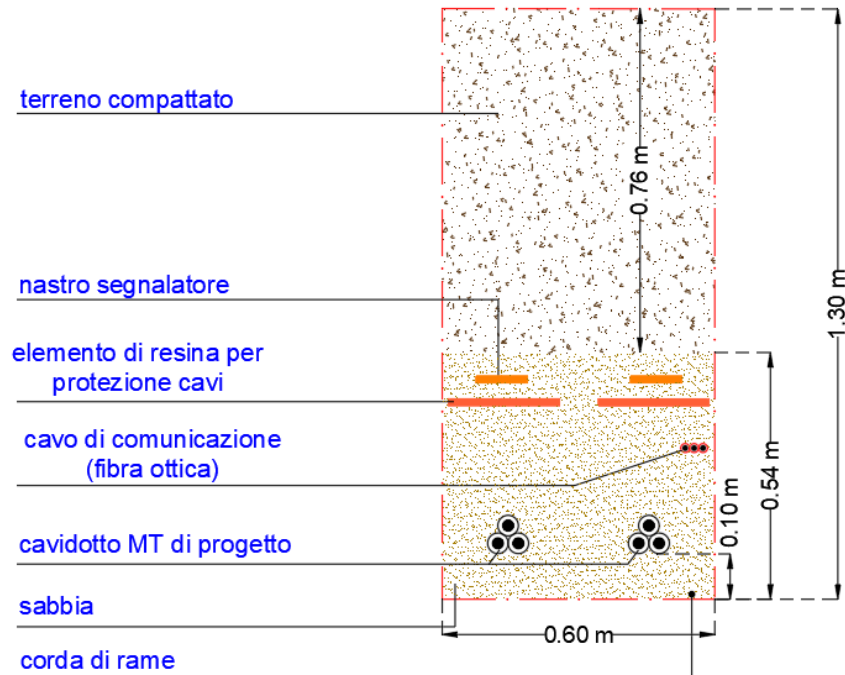 terreno compattato
nastro segnalatore
elemento di resina per
protezione cavi
cavo di comunicazione
(fibra ottica)
cavidotto MT di progetto
sabbia
corda di rame
0.76 m
1.30 m
0.54 m
0.10 m
0.60 m